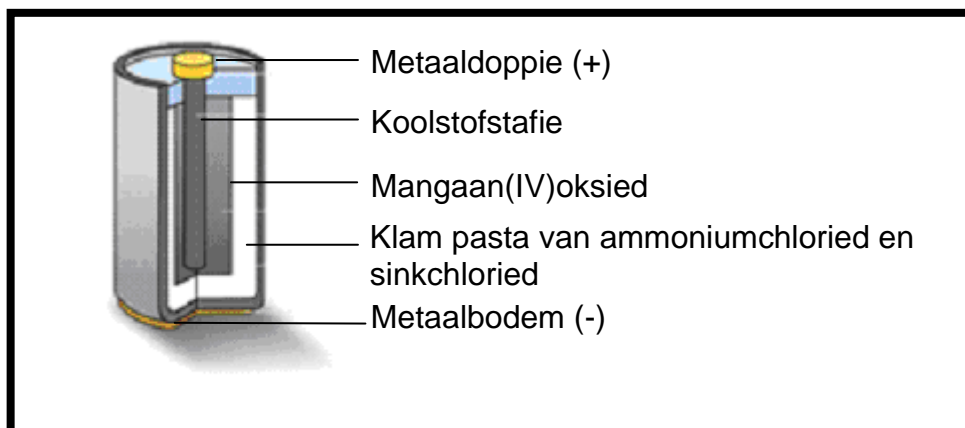 Metaaldoppie (+)
Koolstofstafie
Mangaan(IV)oksied
Klam pasta van ammoniumchloried en
sinkchloried
Metaalbodem (-)